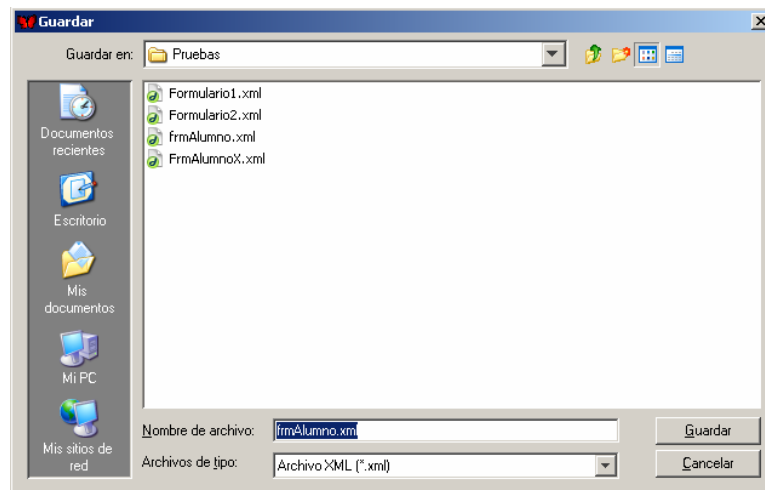 Guardar
Guardar en:
Pruebas
Documentos
recientes
Escritorio
Mis
documentos
Mi PC
Mis sitios de
red
Formulario1.xml
Formulario2.xml
frmAlumno.xml
FrmAlumnoX.xml
Nombre de archivo:
frmAlumno.xml
Guardar
Archivos de tipo:
Archivo XML (*.xml)
Cancelar